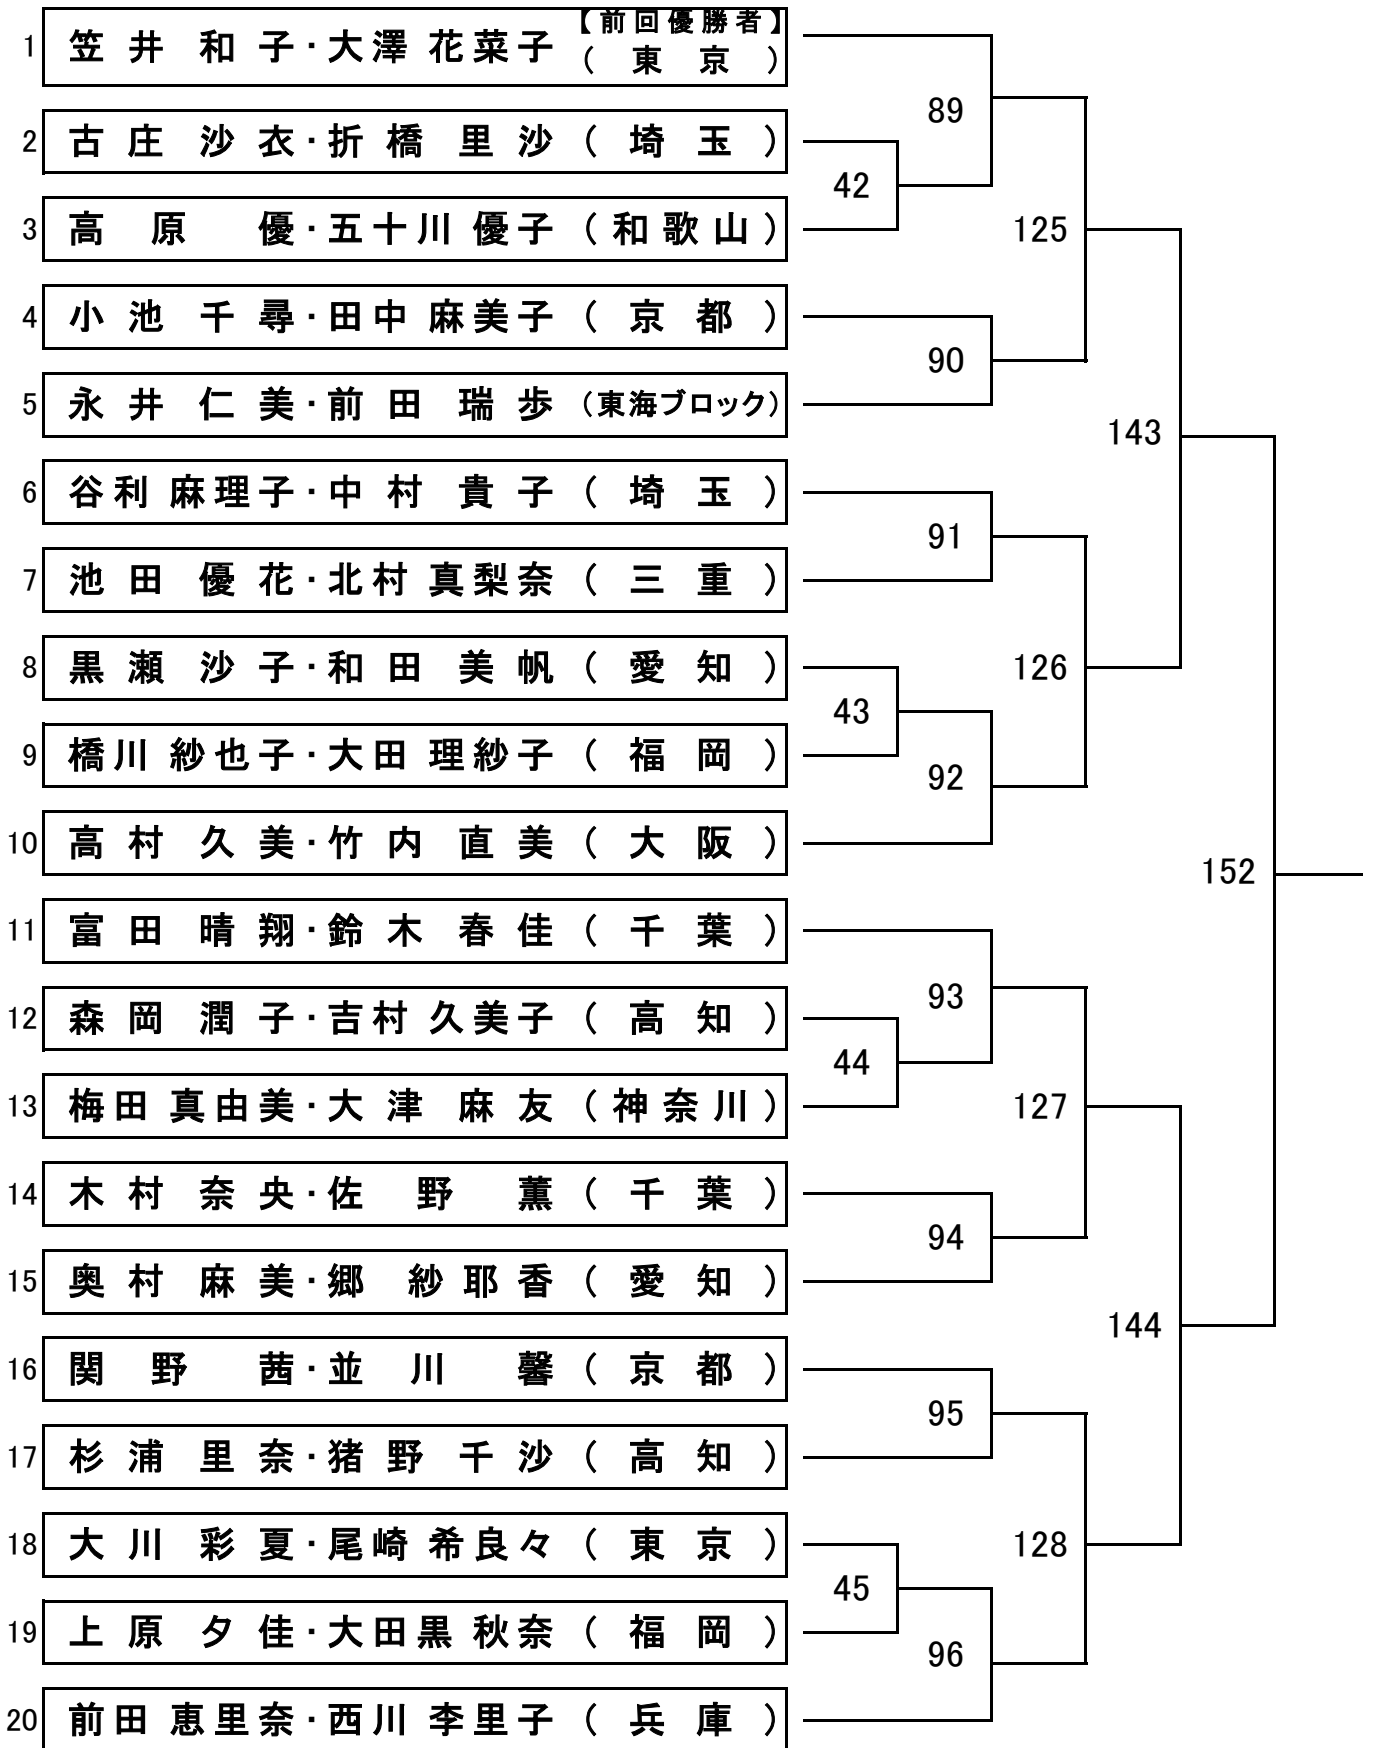 【前回優勝者】
1 笠井 和子・大澤 花菜子 (東京)
89
2 古庄 沙衣・折橋 里沙 (埼玉)
42
3 高原 優・五十川 優子 (和歌山)
125
4 小池 千尋・田中 麻美子 (京都)
90
5 永井 仁美・前田 瑞歩 (東海ブロック)
143
6 谷利 麻理子・中村 貴子 (埼玉)
91
7 池田 優花・北村 真梨奈 (三重)
8 黒瀬 沙子・和田 美帆 (愛知)
126
43
9 橋川 紗也子・大田 理紗子 (福岡)
92
10 高村 久美・竹内 直美 (大阪)
152
11 富田 晴翔・鈴木 春佳 (千葉)
93
12 森岡 潤子・吉村 久美子 (高知)
44
13 梅田 真由美・大津 麻友 (神奈川)
127
14 木村 奈央・佐野 薫 (千葉)
94
15 奥村 麻美・郷 紗耶香 (愛知)
144
16 関野 茜・並川 馨 (京都)
95
17 杉浦 里奈・猪野 千沙 (高知)
18 大川 彩夏・尾崎 希良々 (東京)
128
45
19 上原 夕佳・大田黒 秋奈 (福岡)
96
20 前田 恵里奈・西川 李里子 (兵庫)